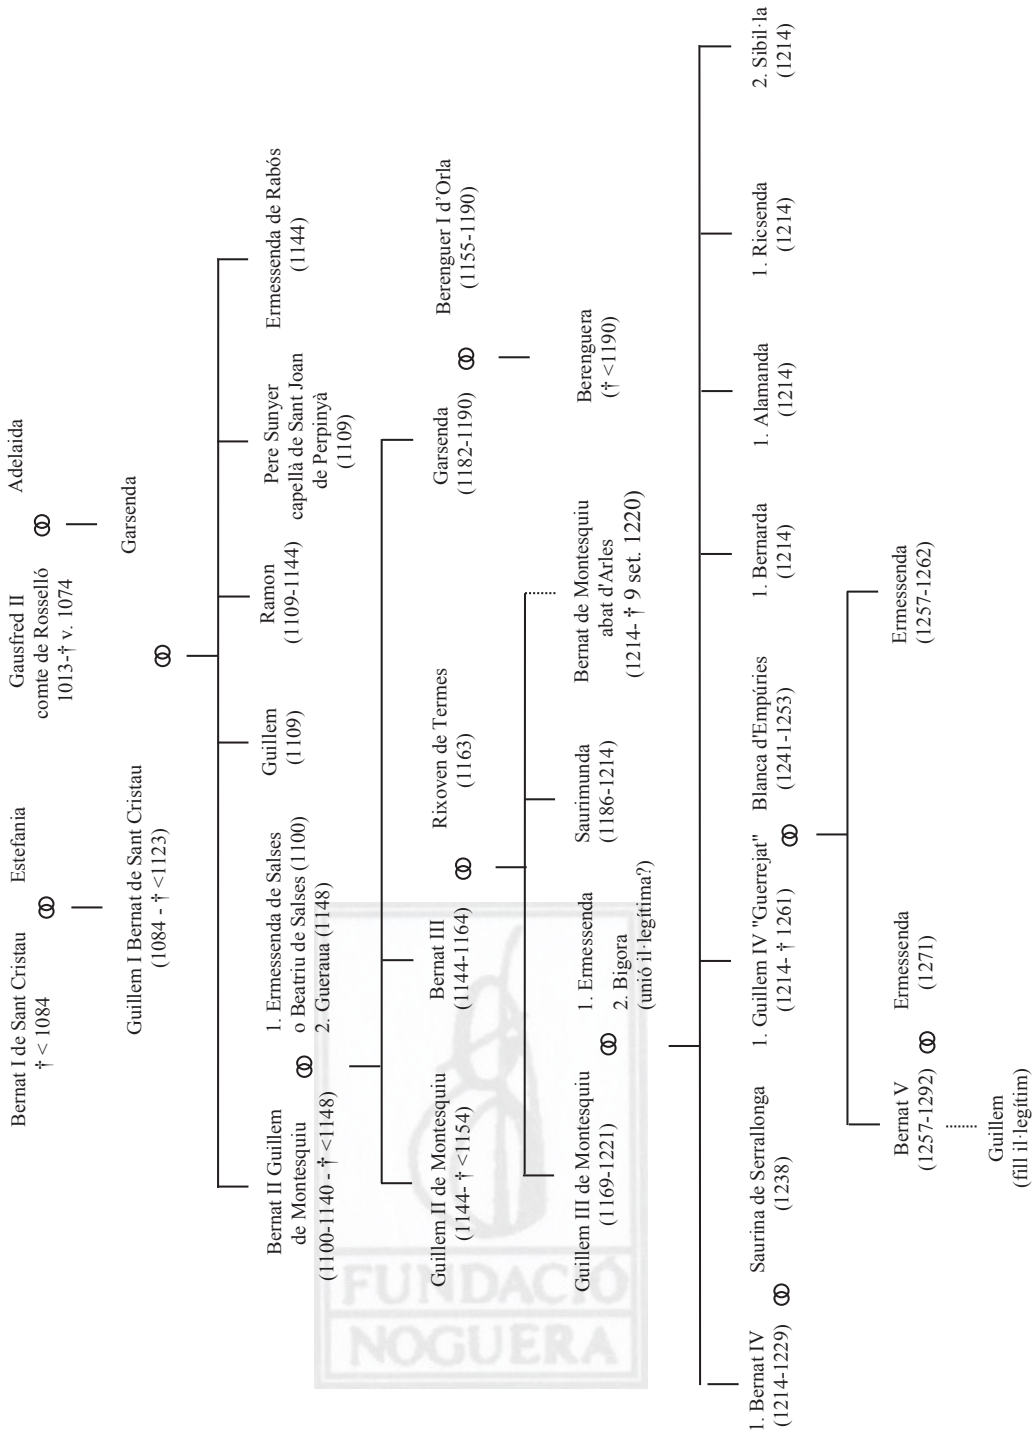 Bernat I de Sant Cristau
† < 1084
Estefania
Gausfred II
comte de Rosselló
1013-† v. 1074
Adelaida
Guillem I Bernat de Sant Cristau
(1084 - † <1123)
Garsenda
Bernat II Guillem
de Montesquiu
(1100-1140 - † <1148)
1. Ermessenda de Salses
o Beatriu de Salses (1100)
2. Gueraua (1148)
Guillem
(1109)
Ramon
(1109-1144)
Pere Sunyer
capellà de Sant Joan
de Perpinyà
(1109)
Ermessenda de Rabós
(1144)
Guillem II de Montesquiu
(1144- † <1154)
Bernat III
(1144-1164)
Rixoven de Termes
(1163)
Garsenda
(1182-1190)
Berenguer I d'Orla
(1155-1190)
Guillem III de Montesquiu
(1169-1221)
1. Ermessenda
2. Bigora
(unió il·legítima?)
Saurimunda
(1186-1214)
Bernat de Montesquiu
abat d'Arles
(1214- † 9 set. 1220)
Berenguera
(† <1190)
1. Bernat IV
(1214-1229)
Saurina de Serrallonga
(1238)
1. Guillem IV "Guerrejat"
(1214- † 1261)
Blanca d'Empúries
(1241-1253)
1. Bernarda
(1214)
1. Alamanda
(1214)
1. Ricsenda
(1214)
2. Sibil·la
(1214)
Bernat V
(1257-1292)
Ermessenda
(1271)
Ermessenda
(1257-1262)
Guillem
(fill il·legítim)
FUNDACIÓ
NOGUERA